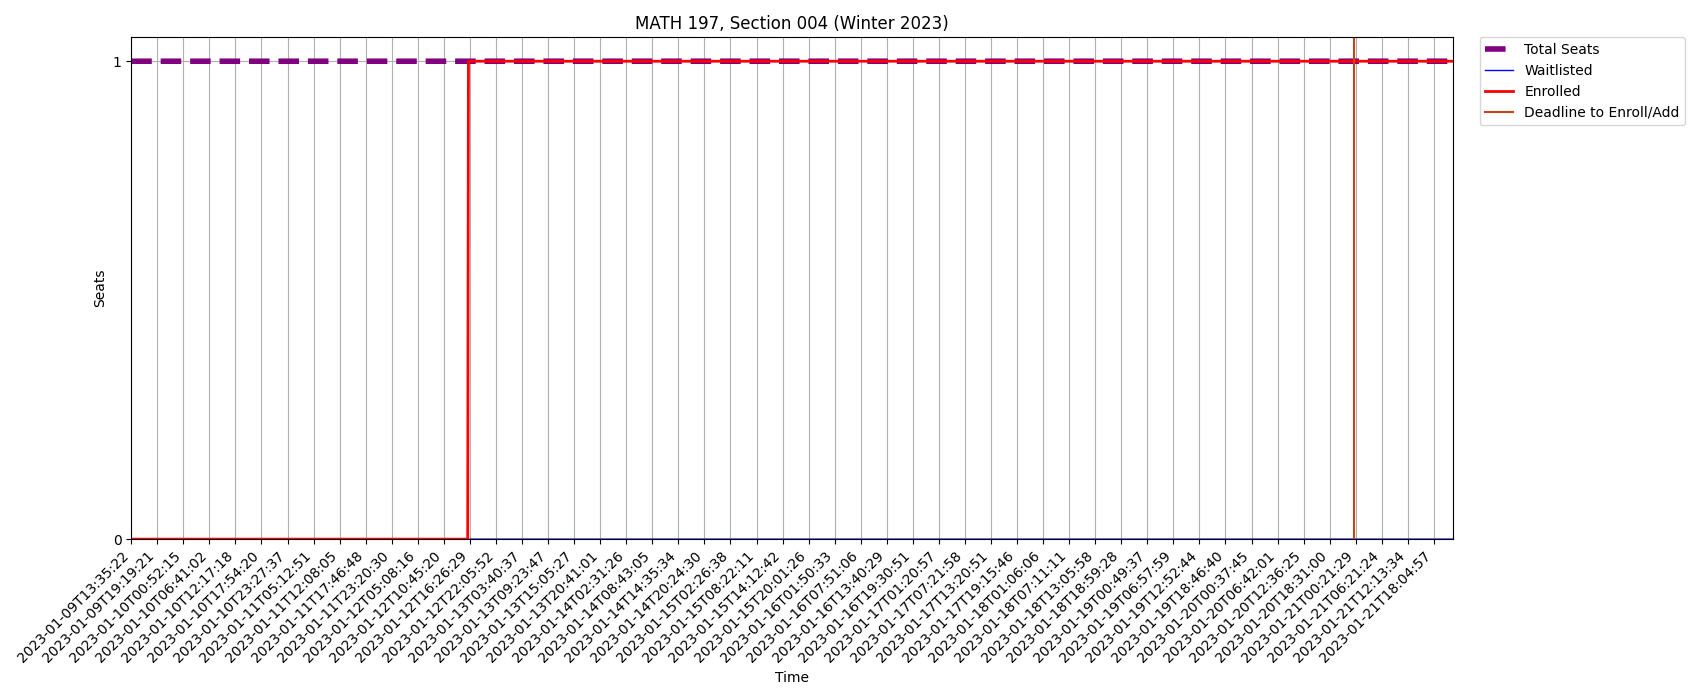 MATH 197, Section 004 (Winter 2023)
Total Seats
Waitlisted
Enrolled
Deadline to Enroll/Add
Seats
1
0
2023-01-09T13:35:22
2023-01-09T19:19:21
2023-01-10T00:52:15
2023-01-10T06:41:02
2023-01-10T12:17:18
2023-01-10T17:54:20
2023-01-10T23:27:37
2023-01-11T05:12:51
2023-01-11T12:08:05
2023-01-11T17:46:48
2023-01-11T23:20:30
2023-01-12T05:08:16
2023-01-12T10:45:20
2023-01-12T16:26:29
2023-01-12T22:05:52
2023-01-13T03:40:37
2023-01-13T09:23:47
2023-01-13T15:05:27
2023-01-13T20:41:01
2023-01-14T02:31:26
2023-01-14T08:43:05
2023-01-14T14:35:34
2023-01-14T20:24:30
2023-01-15T02:26:38
2023-01-15T08:22:11
2023-01-15T14:12:42
2023-01-15T20:01:26
2023-01-16T01:50:33
2023-01-16T07:51:06
2023-01-16T13:40:29
2023-01-16T19:30:51
2023-01-17T01:20:57
2023-01-17T07:21:58
2023-01-17T13:20:51
2023-01-17T19:15:46
2023-01-18T01:06:06
2023-01-18T07:11:11
2023-01-18T13:05:58
2023-01-18T18:59:28
2023-01-19T00:49:37
2023-01-19T06:57:59
2023-01-19T12:52:44
2023-01-19T18:46:40
2023-01-20T00:37:45
2023-01-20T06:42:01
2023-01-20T12:36:25
2023-01-20T18:31:00
2023-01-21T00:21:29
2023-01-21T06:21:24
2023-01-21T12:13:34
2023-01-21T18:04:57
Time